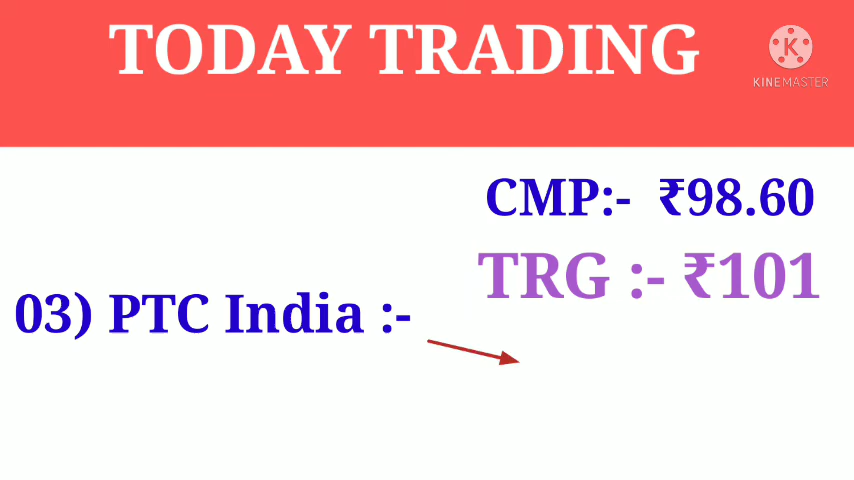 TODAY TRADING
KINEMASTER
CMP:- ₹98.60
TRG :- ₹101
03) PTC India :-